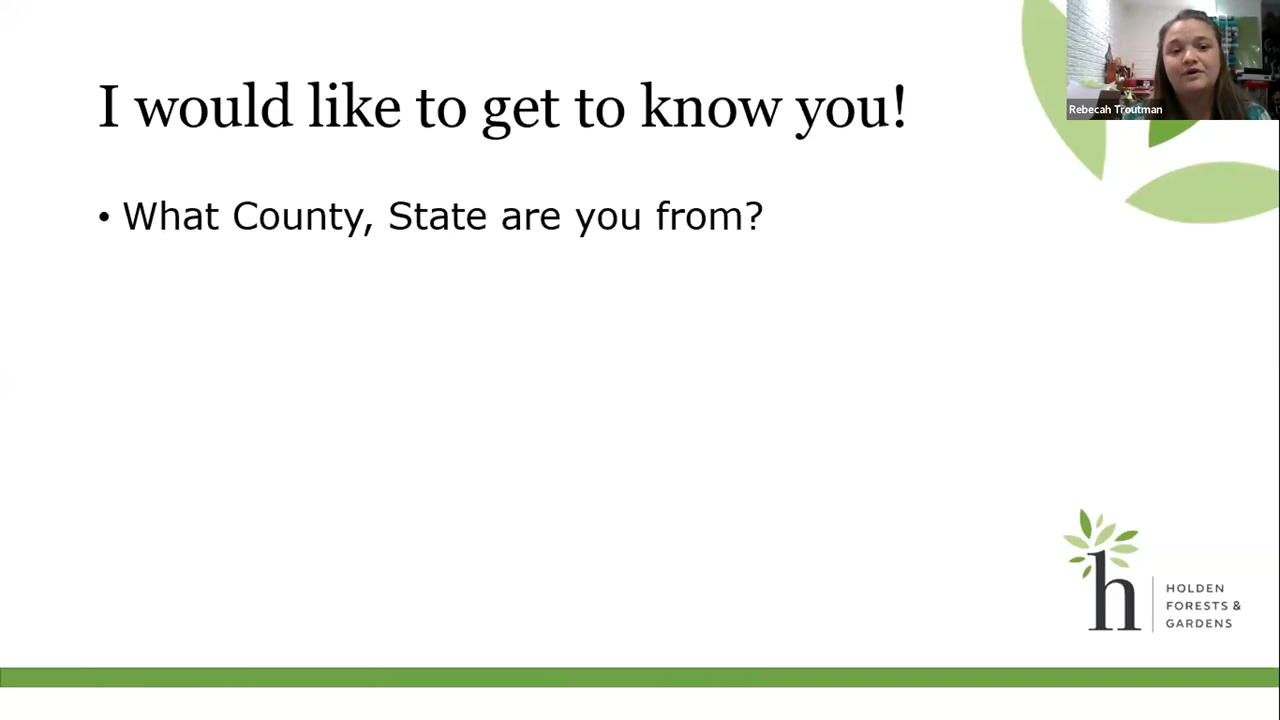 I would like to get to know you!
Rebecah Troutman
• What County, State are you from?
h
HOLDEN
FORESTS &
GARDENS